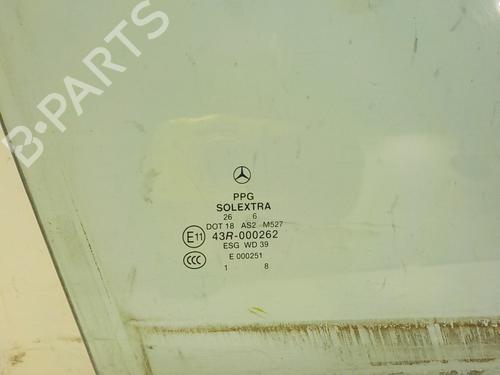 B-PARTS
PPG
SOLEXTRA
26 6
DOT 18 AS2 M527
E11 43R-000262
ESG WD 39
CCC E 000251
1 8